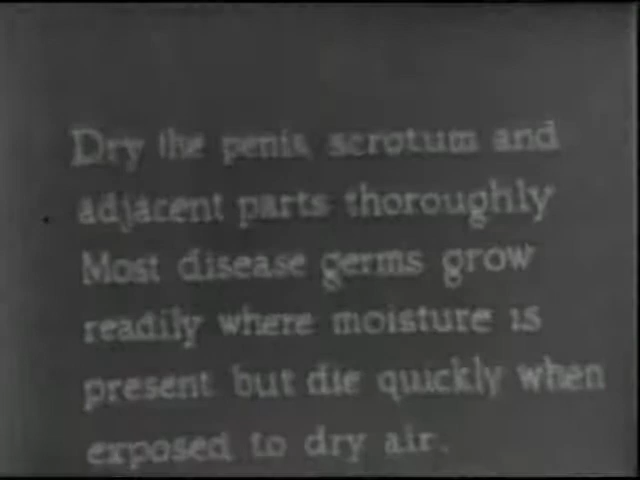 Dry the penis, scrotum and
adjacent parts thoroughly
Most disease germs grow
readily where moisture is
present but die quickly when
exposed to dry air.